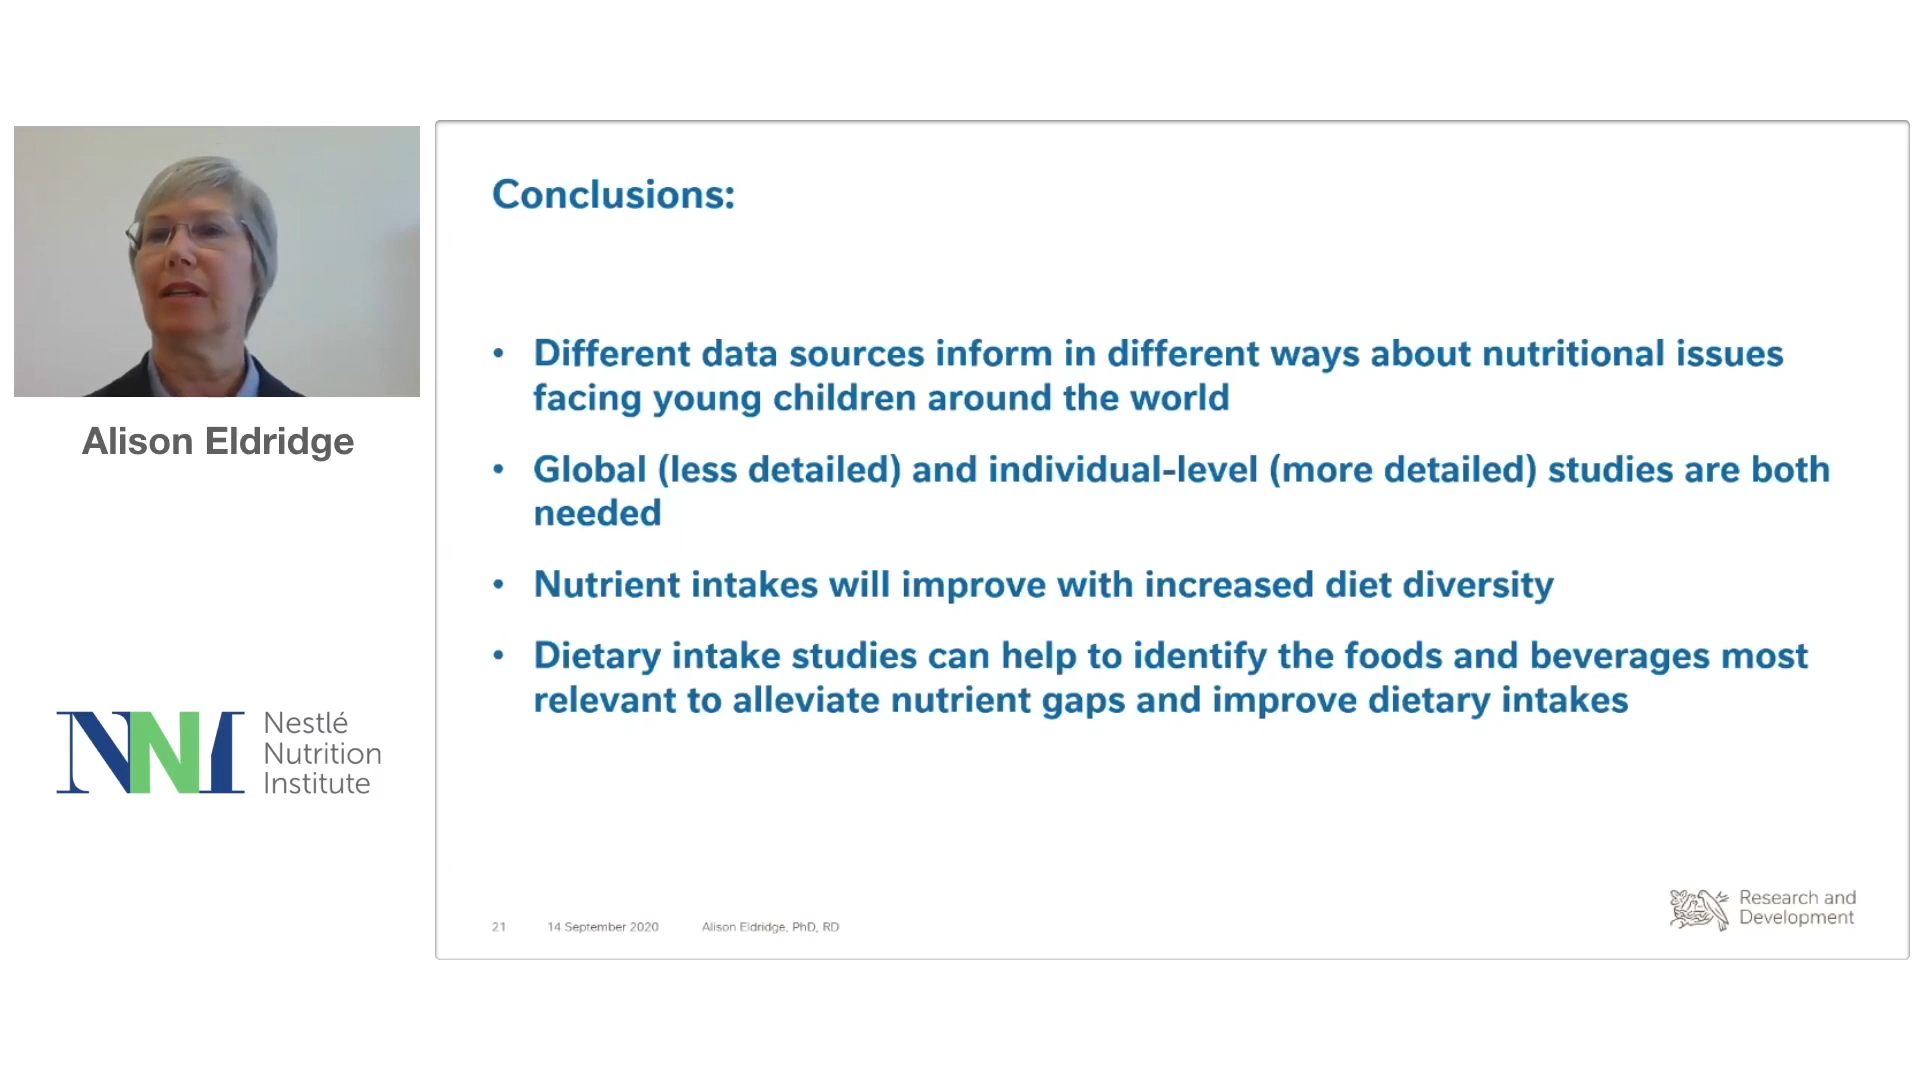 Conclusions:
• Different data sources inform in different ways about nutritional issues
facing young children around the world
• Global (less detailed) and individual-level (more detailed) studies are both
needed
• Nutrient intakes will improve with increased diet diversity
• Dietary intake studies can help to identify the foods and beverages most
relevant to alleviate nutrient gaps and improve dietary intakes
21 14 September 2020 Alison Eldridge, PhD, RD
Research and
Development
Alison Eldridge
NNI
Nestlé
Nutrition
Institute